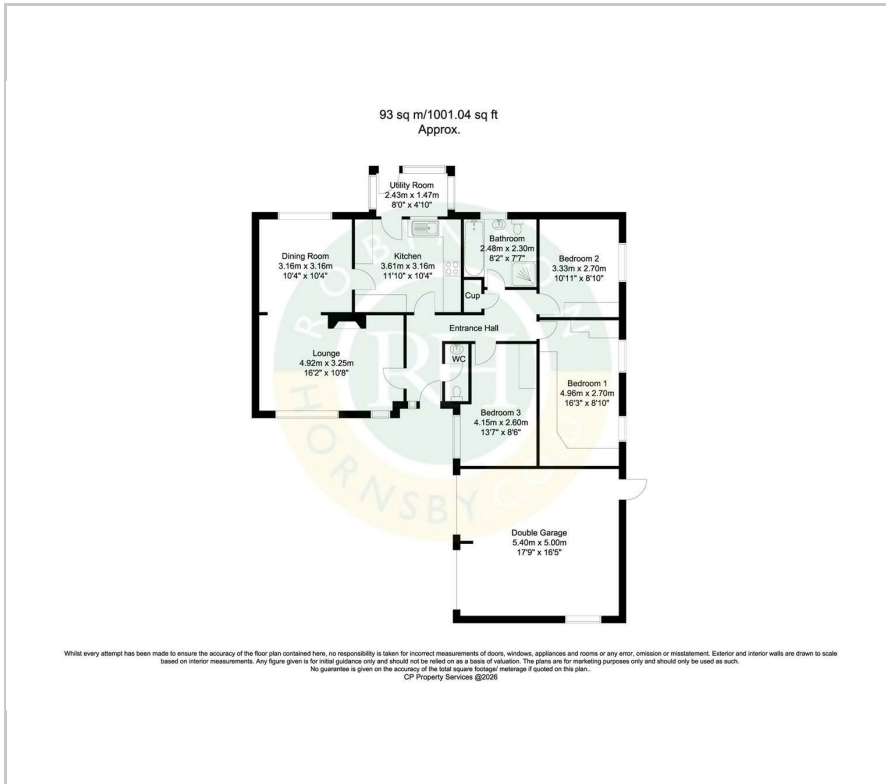 93 sq m/1001.04 sq ft
Approx.
Utility Room
2.43m x 1.47m
8'0" x 4'10"
Dining Room
3.16m x 3.16m
10'4" x 10'4"
Kitchen
3.61m x 3.16m
11'10" x 10'4"
Bathroom
2.48m x 2.30m
8'2" x 7'7"
Bedroom 2
3.33m x 2.70m
10'11" x 8'10"
Cup
Entrance Hall
Lounge
4.92m x 3.25m
16'2" x 10'8"
WC
Bedroom 1
4.96m x 2.70m
16'3" x 8'10"
Bedroom 3
4.15m x 2.60m
13'7" x 8'6"
Double Garage
5.40m x 5.00m
17'9" x 16'5"
RH
HORNSBY
Whilst every attempt has been made to ensure the accuracy of the floor plan contained here, no responsibility is taken for incorrect measurements of doors, windows, appliances and rooms or any error, omission or misstatement. Exterior and interior walls are drawn to scale
based on interior measurements. Any figure given is for initial guidance only and should not be relied on as a basis of valuation. The plans are for marketing purposes only and should only be used as such.
No guarantee is given on the accuracy of the total square footage/ meterage if quoted on this plan..
CP Property Services @2026